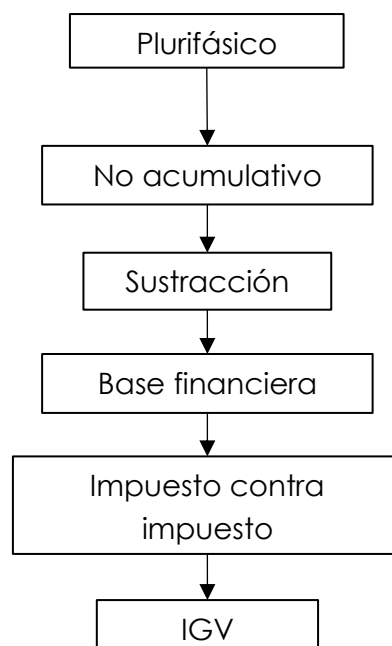 Plurifásico
No acumulativo
Sustracción
Base financiera
Impuesto contra
impuesto
IGV